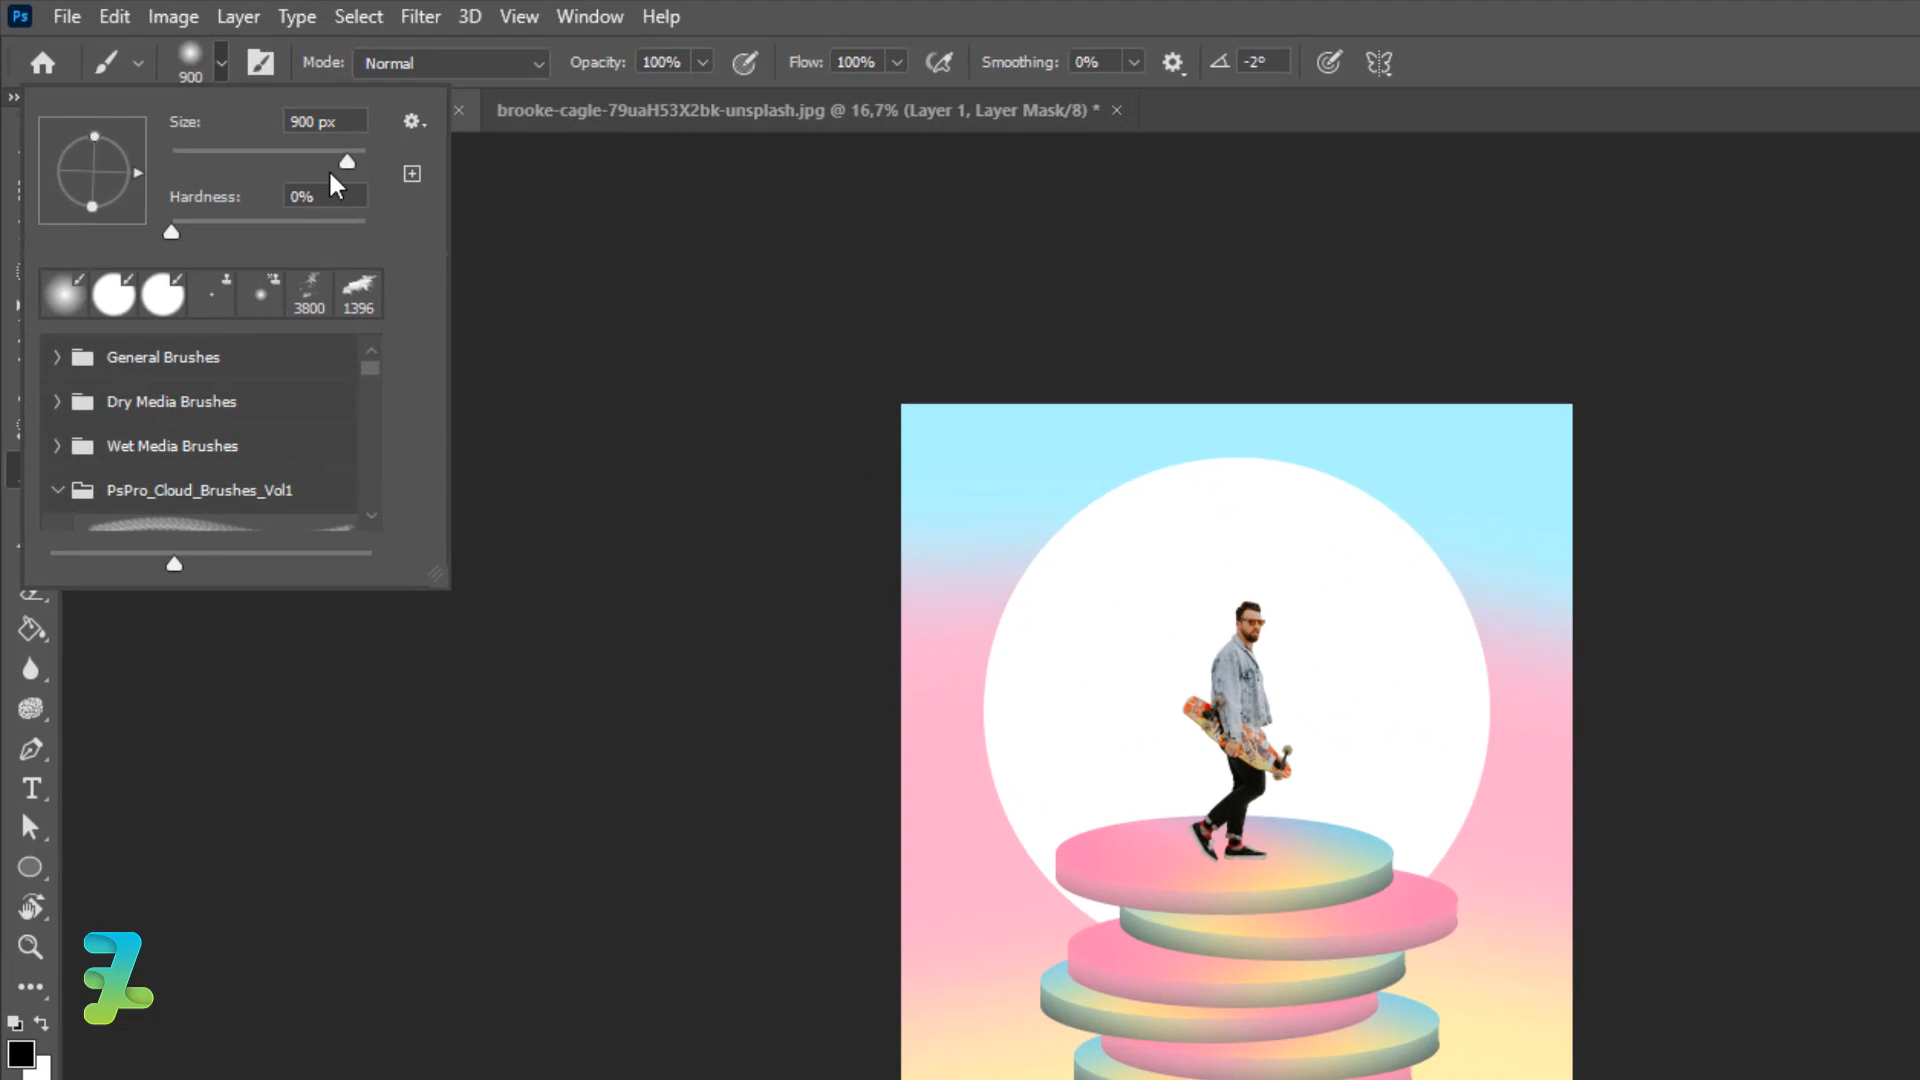 Ps File Edit Image Layer Type Select Filter 3D View Window Help
900 Mode: Normal Opacity: 100% Flow: 100% Smoothing: 0% -2°
brooke-cagle-79uaH53X2bk-unsplash.jpg @ 16,7% (Layer 1, Layer Mask/8) *
Size: 900 px
Hardness: 0%
3800 1396
General Brushes
Dry Media Brushes
Wet Media Brushes
PsPro_Cloud_Brushes_Vol1